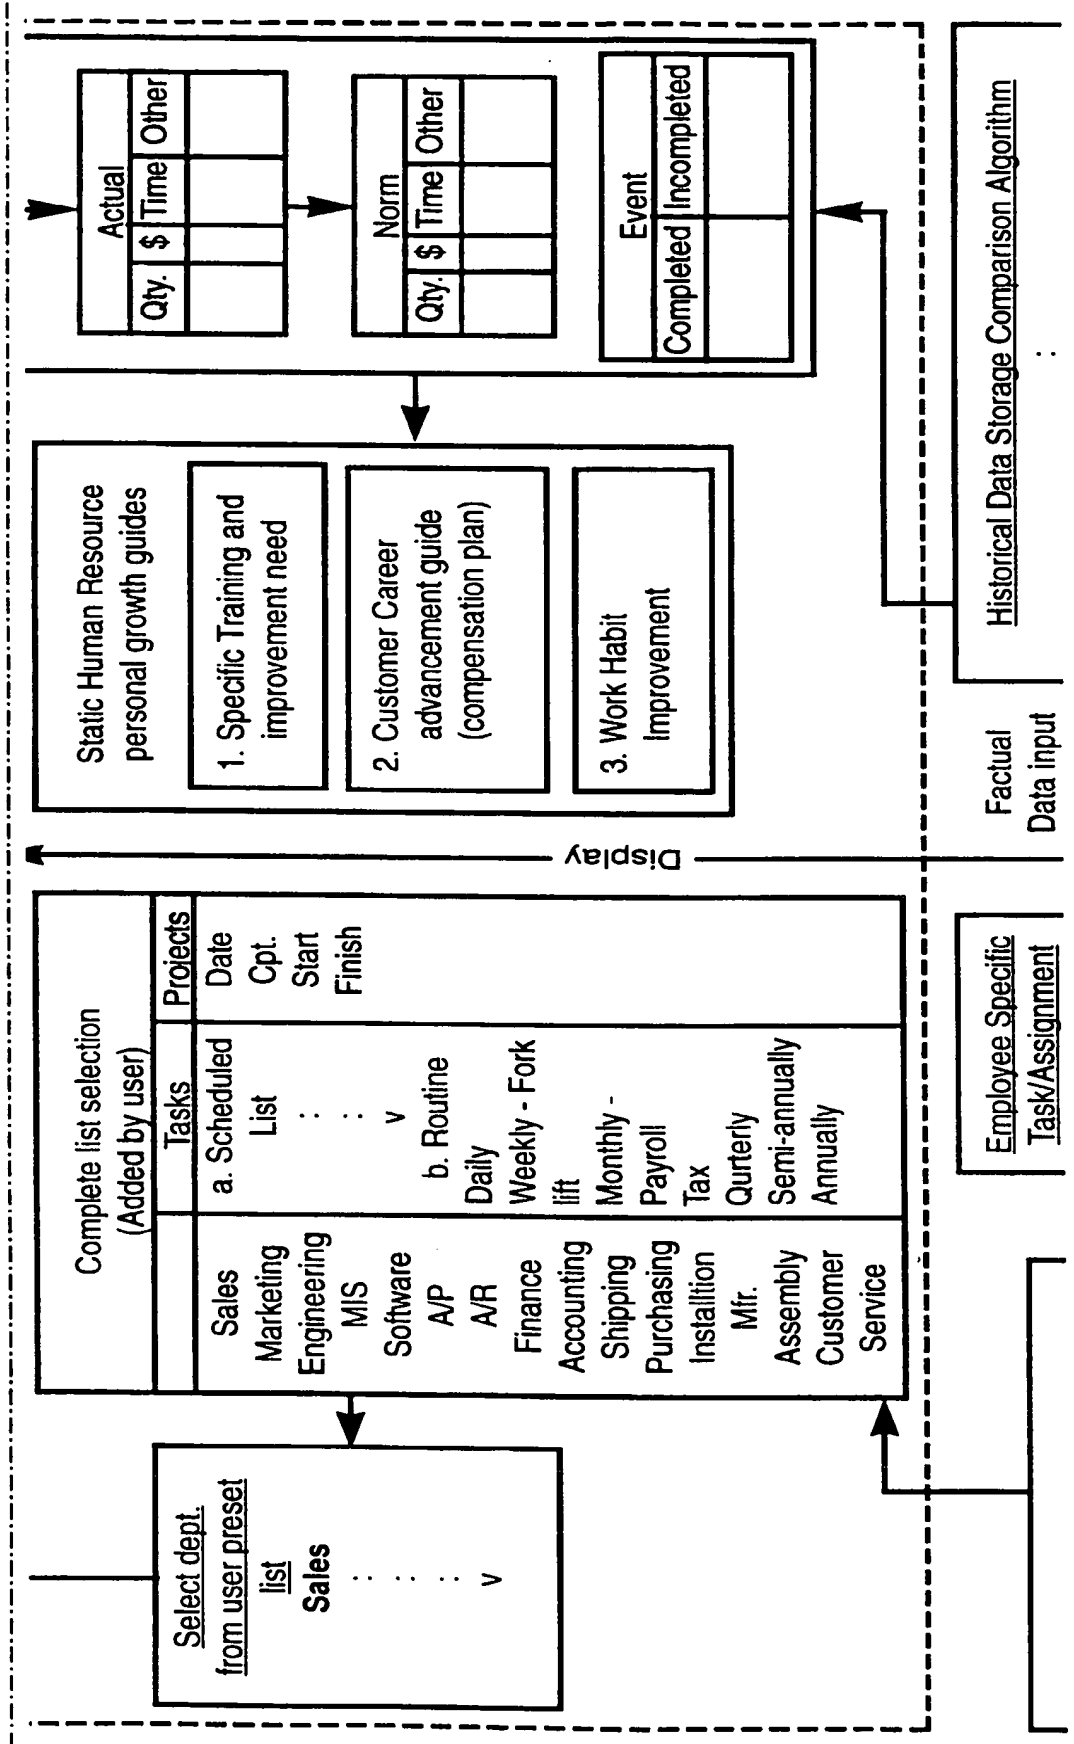 Select dept.
from user preset
list
Sales
:
:
:
v
Complete list selection
(Added by user)
Tasks
Projects
Sales
Marketing
Engineering
MIS
Software
A/P
A/R
Finance
Accounting
Shipping
Purchasing
Installtion
Mfr.
Assembly
Customer
Service
a. Scheduled
List
:
:
v
b. Routine
Daily
Weekly - Fork
lift
Monthly -
Payroll
Tax
Qurterly
Semi-annually
Annually
Date
Cpt.
Start
Finish
Display
Static Human Resource
personal growth guides
1. Specific Training and
improvement need
2. Customer Career
advancement guide
(compensation plan)
3. Work Habit
Improvement
Actual
Qty. $ Time Other
Norm
Qty. $ Time Other
Event
Completed Incompleted
Employee Specific
Task/Assignment
Factual
Data input
Historical Data Storage Comparison Algorithm
: